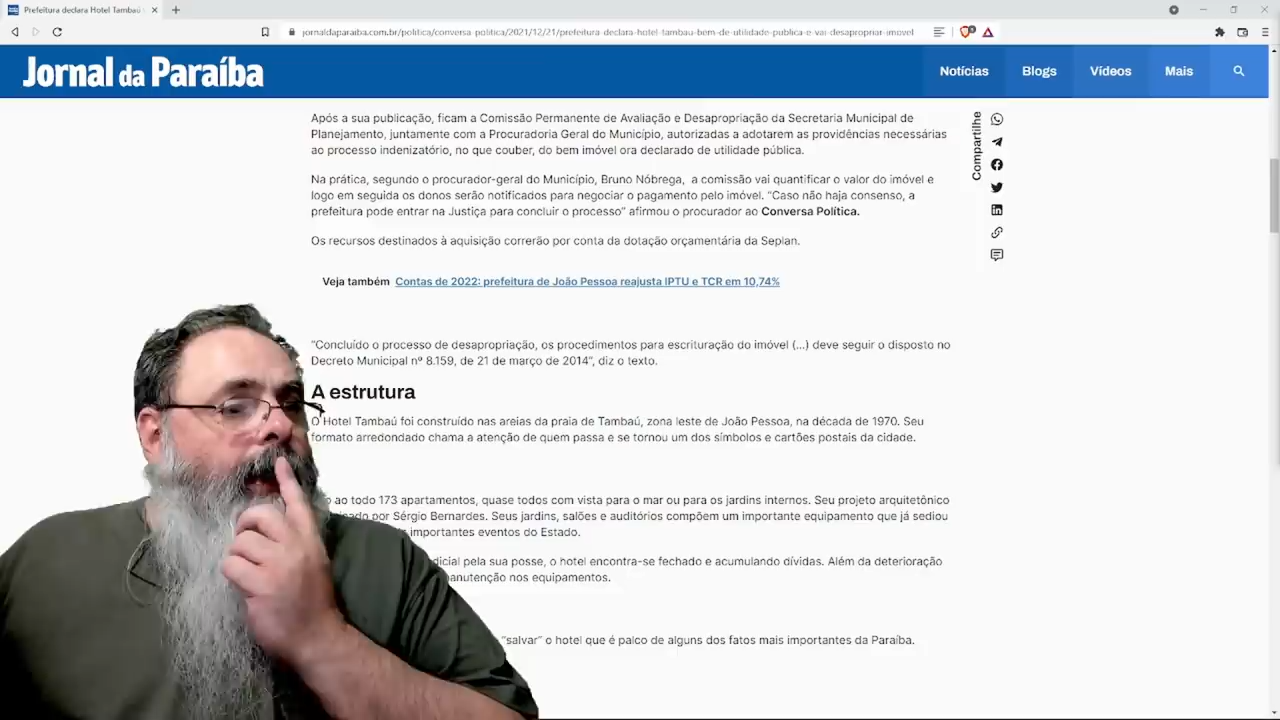 Prefeitura declara Hotel Tambaú
jornaldaparaiba.com.br/politica/conversa-politica/2021/12/21/prefeitura-declara-hotel-tambau-bem-de-utilidade-publica-e-vai-desapropriar-imovel
Jornal da Paraíba
Notícias Blogs Vídeos Mais
Após a sua publicação, ficam a Comissão Permanente de Avaliação e Desapropriação da Secretaria Municipal de
Planejamento, juntamente com a Procuradoria Geral do Município, autorizadas a adotarem as providências necessárias
ao processo indenizatório, no que couber, do bem imóvel ora declarado de utilidade pública.
Compartilhe
Na prática, segundo o procurador-geral do Município, Bruno Nóbrega, a comissão vai quantificar o valor do imóvel e
logo em seguida os donos serão notificados para negociar o pagamento pelo imóvel. “Caso não haja consenso, a
prefeitura pode entrar na Justiça para concluir o processo” afirmou o procurador ao Conversa Política.
Os recursos destinados à aquisição correrão por conta da dotação orçamentária da Seplan.
Veja também Contas de 2022: prefeitura de João Pessoa reajusta IPTU e TCR em 10,74%
“Concluído o processo de desapropriação, os procedimentos para escrituração do imóvel (...) deve seguir o disposto no
Decreto Municipal nº 8.159, de 21 de março de 2014”, diz o texto.
A estrutura
O Hotel Tambaú foi construído nas areias da praia de Tambaú, zona leste de João Pessoa, na década de 1970. Seu
formato arredondado chama a atenção de quem passa e se tornou um dos símbolos e cartões postais da cidade.
ao todo 173 apartamentos, quase todos com vista para o mar ou para os jardins internos. Seu projeto arquitetônico
por Sérgio Bernardes. Seus jardins, salões e auditórios compõem um importante equipamento que já sediou
importantes eventos do Estado.
pela sua posse, o hotel encontra-se fechado e acumulando dívidas. Além da deterioração
nos equipamentos.
“salvar” o hotel que é palco de alguns dos fatos mais importantes da Paraíba.